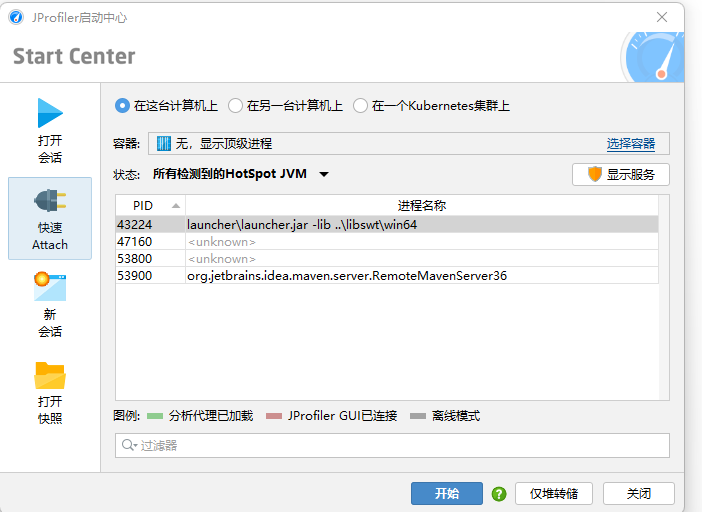 JProfiler启动中心
Start Center
打开
会话
快速
Attach
新
会话
打开
快照
在这台计算机上 在另一台计算机上 在一个Kubernetes集群上
容器: 无，显示顶级进程 选择容器
状态: 所有检测到的HotSpot JVM 显示服务
PID 进程名称
43224 launcher\launcher.jar -lib ..\libswt\win64
47160 <unknown>
53800 <unknown>
53900 org.jetbrains.idea.maven.server.RemoteMavenServer36
图例: 分析代理已加载 JProfiler GUI已连接 离线模式
过滤器
开始 ? 仅堆转储 关闭